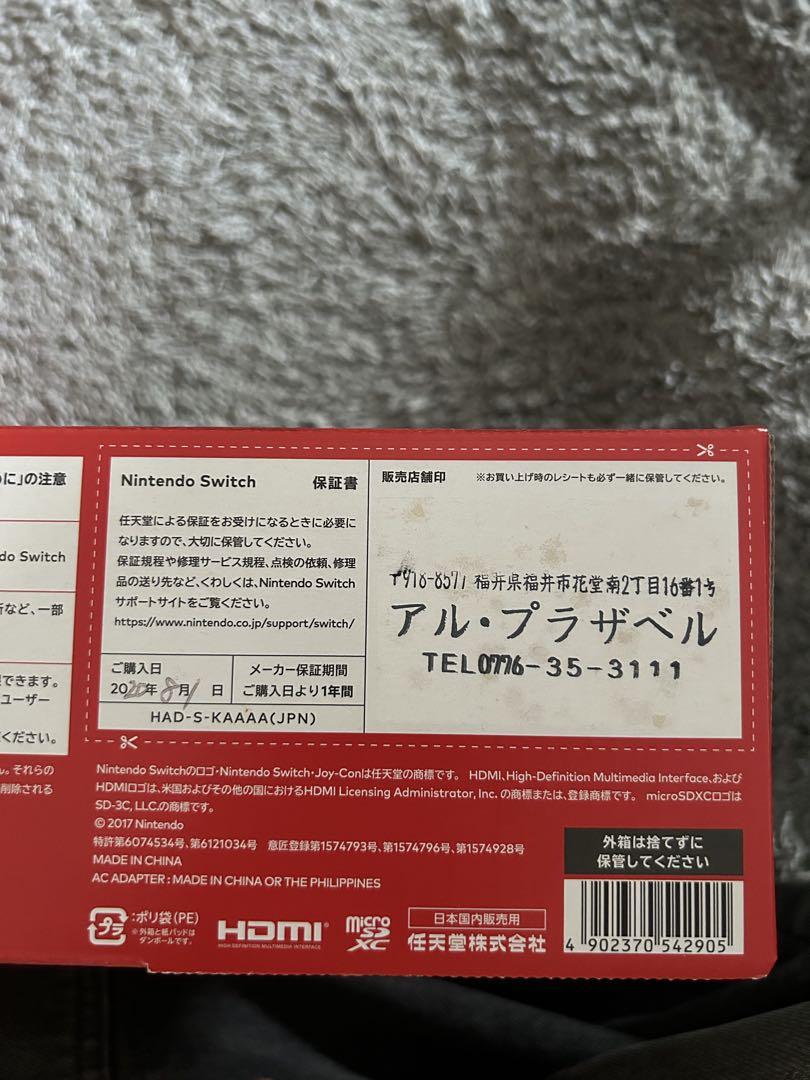 に」の注意
do Switch
行など、一部
できます。
ユーザー
ください。
ん。それらの
削除される
Nintendo Switch 保証書
任天堂による保証をお受けになるときに必要に
なりますので、大切に保管してください。
保証規程や修理サービス規程、点検の依頼、修理
品の送り先など、くわしくは、Nintendo Switch
サポートサイトをご覧ください。
https://www.nintendo.co.jp/support/switch/
ご購入日
2020年 8月 1日
メーカー保証期間
ご購入日より1年間
HAD-S-KAAAA(JPN)
販売店舗印 ※お買い上げ時のレシートも必ず一緒に保管してください。
〒918-8577 福井県福井市花堂南2丁目16番1号
アル・プラザベル
TEL0776-35-3111
Nintendo Switchのロゴ・Nintendo Switch・Joy-Conは任天堂の商標です。 HDMI、High-Definition Multimedia Interface、および
HDMIロゴは、米国およびその他の国におけるHDMI Licensing Administrator, Inc. の商標または、登録商標です。 microSDXCロゴは
SD-3C, LLC.の商標です。
© 2017 Nintendo
特許第6074534号、第6121034号 意匠登録第1574793号、第1574796号、第1574928号
MADE IN CHINA
AC ADAPTER : MADE IN CHINA OR THE PHILIPPINES
外箱は捨てずに
保管してください
プラ
:ポリ袋(PE)
※外箱と紙パッドは
ダンボールです。
HDMI
HIGH-DEFINITION MULTIMEDIA INTERFACE
micro
SD
XC
日本国内販売用
任天堂株式会社
4 902370 542905